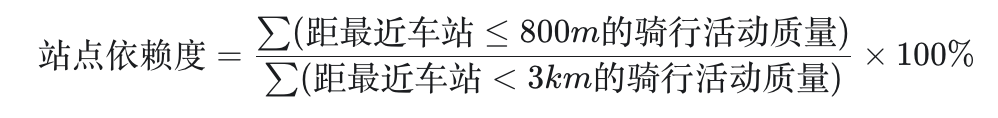 站点依赖度 = ∑(距最近车站 ≤ 800m的骑行活动质量) / ∑(距最近车站 < 3km的骑行活动质量) × 100%